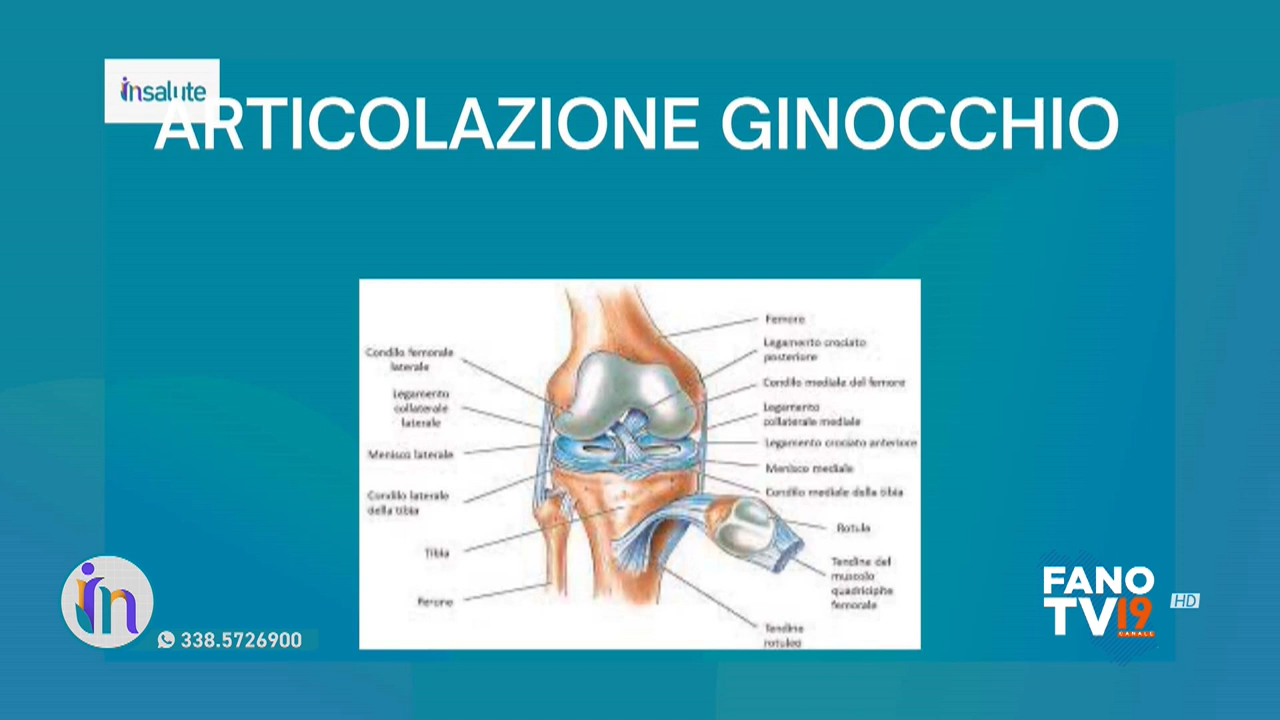 insalute
ARTICOLAZIONE GINOCCHIO
Condilo femorale
laterale
Legamento
collaterale
laterale
Menisco laterale
Condilo laterale
della tibia
Tibia
Perone
Femore
Legamento crociato
posteriore
Condilo mediale del femore
Legamento
collaterale mediale
Legamento crociato anteriore
Menisco mediale
Condilo mediale della tibia
Rotula
Tendine del
muscolo
quadricipite
femorale
Tendine
rotuleo
in
338.5726900
FANO
TV19
CANALE
HD